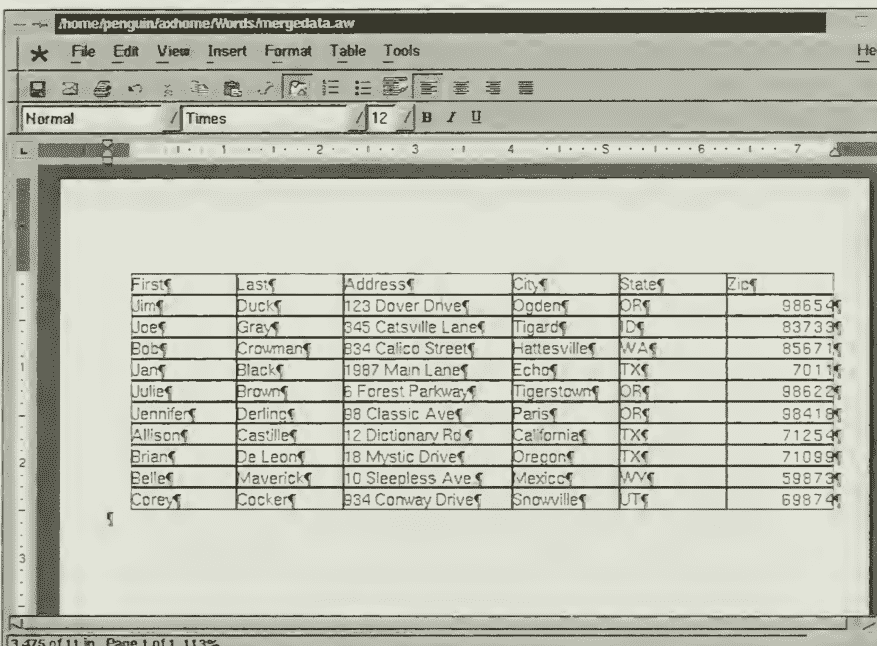 /home/penguin/axhome/Words/mergedata.aw
File Edit View Insert Format Table Tools He
Normal Times 12 B I U
1 2 3 4 5 6 7
First¶ Last¶ Address¶ City¶ State¶ Zip¶
Jim¶ Duck¶ 123 Dover Drive¶ Ogden¶ OR¶ 98654¶
Joe¶ Gray¶ 345 Catsville Lane¶ Tigard¶ ID¶ 83733¶
Bob¶ Crowman¶ 834 Calico Street¶ Hattesville¶ WA¶ 85671¶
Jan¶ Black¶ 1987 Main Lane¶ Echo¶ TX¶ 7011¶
Julie¶ Brown¶ 6 Forest Parkway¶ Tigerstown¶ OR¶ 98622¶
Jennifer¶ Derling¶ 98 Classic Ave¶ Paris¶ OR¶ 98418¶
Allison¶ Castille¶ 12 Dictionary Rd.¶ California¶ TX¶ 71254¶
Brian¶ De Leon¶ 18 Mystic Drive¶ Oregon¶ TX¶ 71099¶
Belle¶ Maverick¶ 10 Sleepless Ave.¶ Mexico¶ WY¶ 59873¶
Corey¶ Cocker¶ 934 Conway Drive¶ Snowville¶ UT¶ 69874¶
¶
1
2
3
3.475 of 11 in Page 1 of 1 113%